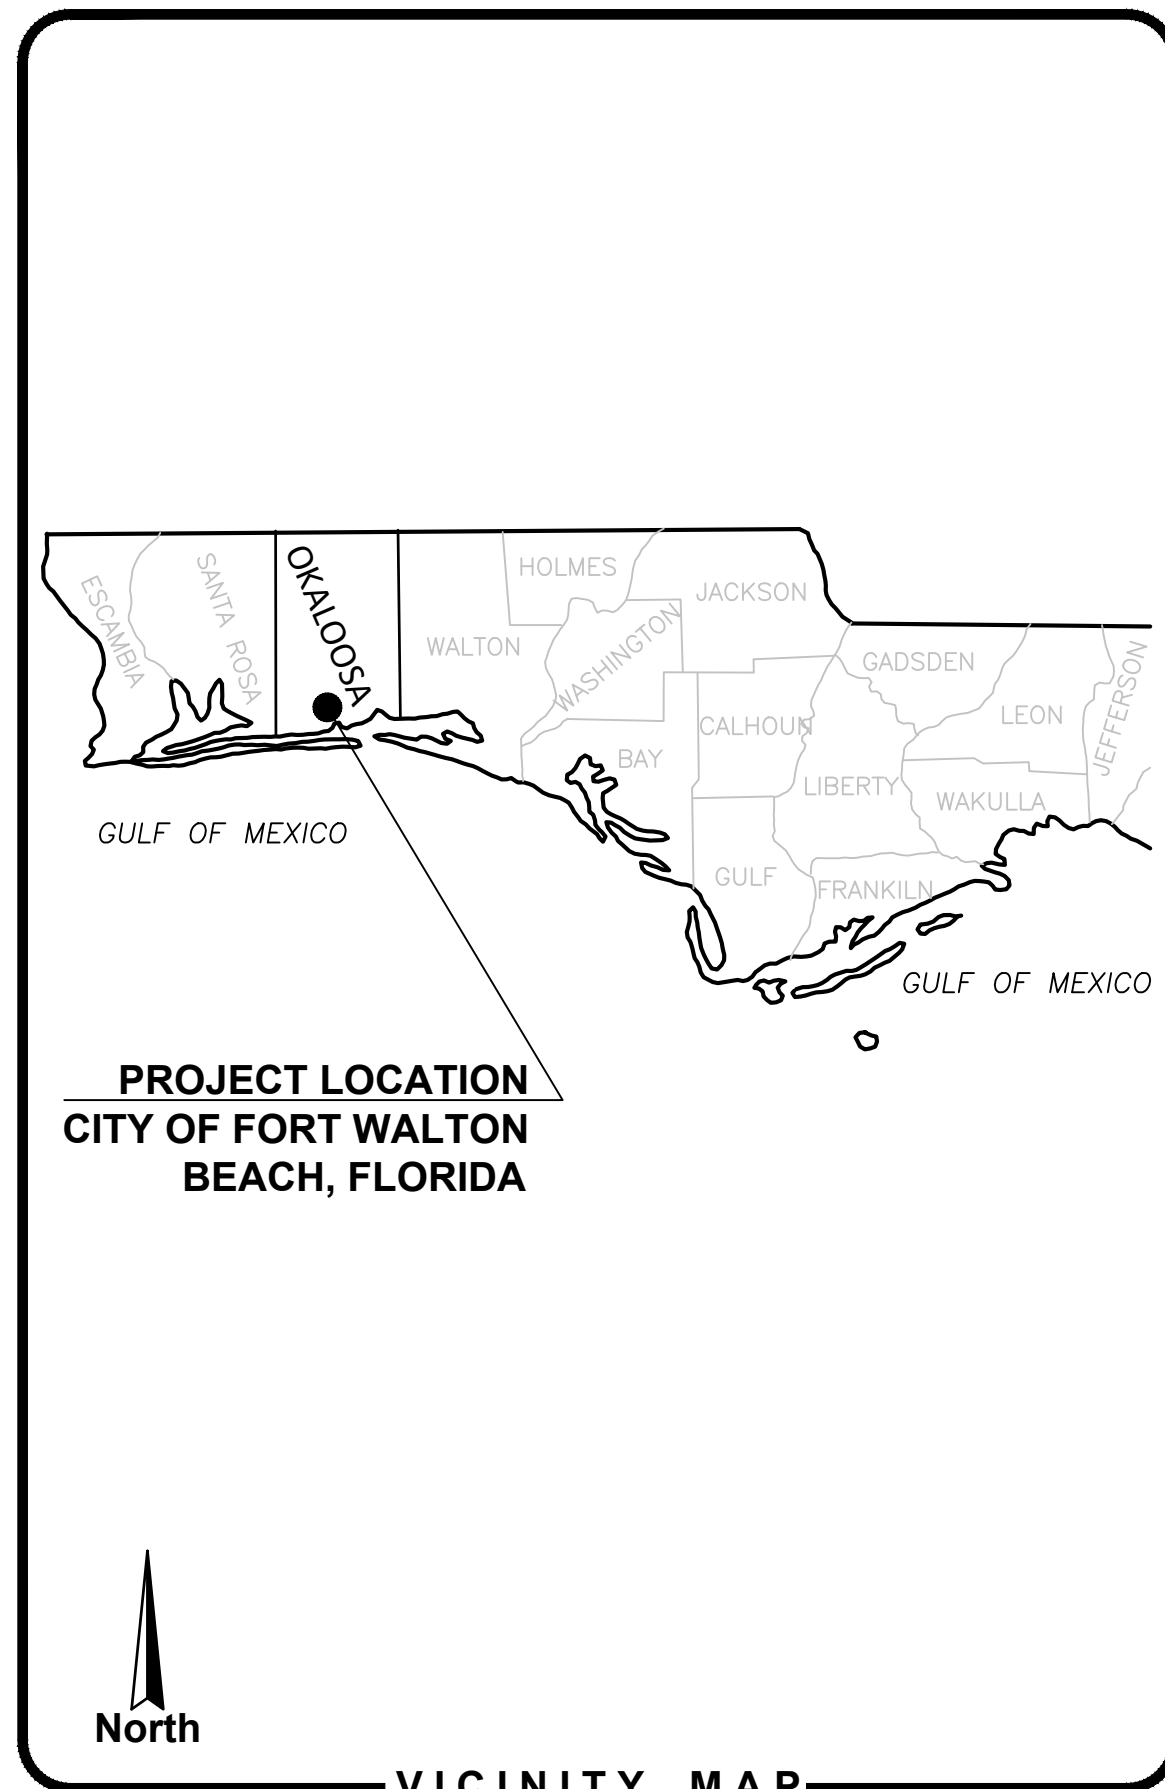 HOLMES
JACKSON
OKALOOSA
SANTA ROSA
ESCAMBIA
WALTON
WASHINGTON
GADSDEN
JEFFERSON
LEON
CALHOUN
BAY
LIBERTY
WAKULLA
GULF OF MEXICO
GULF
FRANKILN
GULF OF MEXICO
PROJECT LOCATION
CITY OF FORT WALTON
BEACH, FLORIDA
North
VICINITY MAP